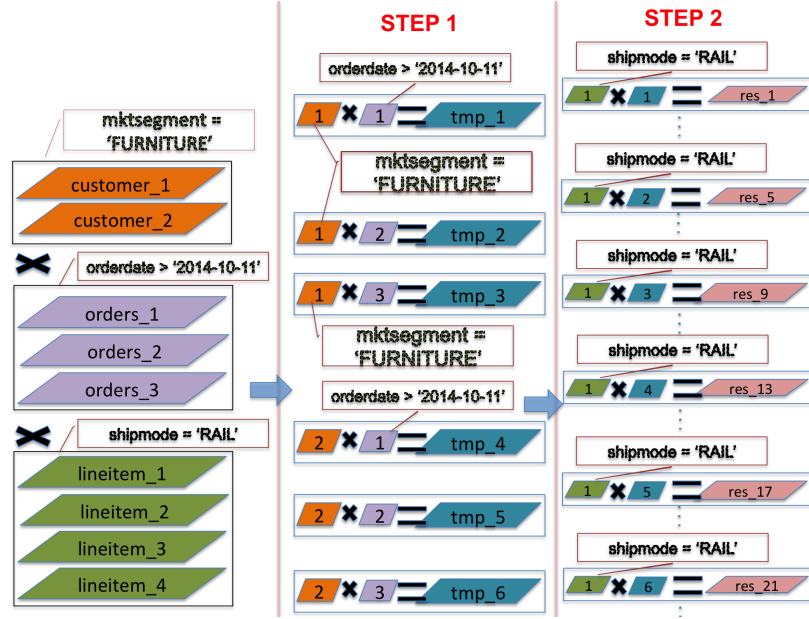 mktsegment =
'FURNITURE'
customer_1
customer_2
orderdate > '2014-10-11'
orders_1
orders_2
orders_3
shipmode = 'RAIL'
lineitem_1
lineitem_2
lineitem_3
lineitem_4
STEP 1
orderdate > '2014-10-11'
1 × 1 = tmp_1
mktsegment =
'FURNITURE'
1 × 2 = tmp_2
1 × 3 = tmp_3
mktsegment =
'FURNITURE'
orderdate > '2014-10-11'
2 × 1 = tmp_4
2 × 2 = tmp_5
2 × 3 = tmp_6
STEP 2
shipmode = 'RAIL'
1 × 1 = res_1
shipmode = 'RAIL'
1 × 2 = res_5
shipmode = 'RAIL'
1 × 3 = res_9
shipmode = 'RAIL'
1 × 4 = res_13
shipmode = 'RAIL'
1 × 5 = res_17
shipmode = 'RAIL'
1 × 6 = res_21